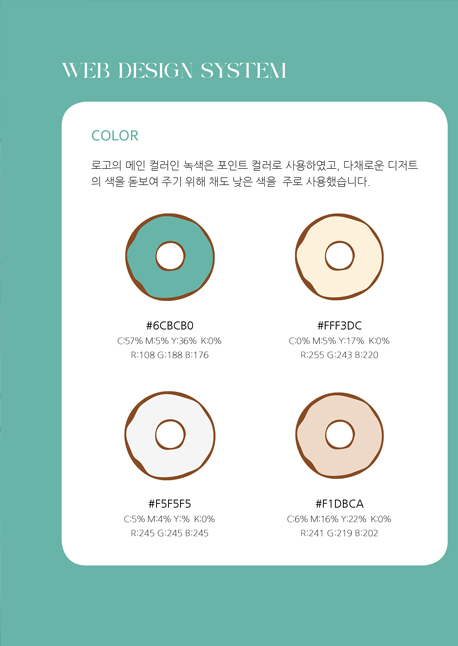 WEB DESIGN SYSTEM
COLOR
로고의 메인 컬러인 녹색은 포인트 컬러로 사용하였고, 다채로운 디저트
의 색을 돋보여 주기 위해 채도 낮은 색을 주로 사용했습니다.
#6CBCB0
C:57% M:5% Y:36% K:0%
R:108 G:188 B:176
#FFF3DC
C:0% M:5% Y:17% K:0%
R:255 G:243 B:220
#F5F5F5
C:5% M:4% Y:% K:0%
R:245 G:245 B:245
#F1DBCA
C:6% M:16% Y:22% K:0%
R:241 G:219 B:202